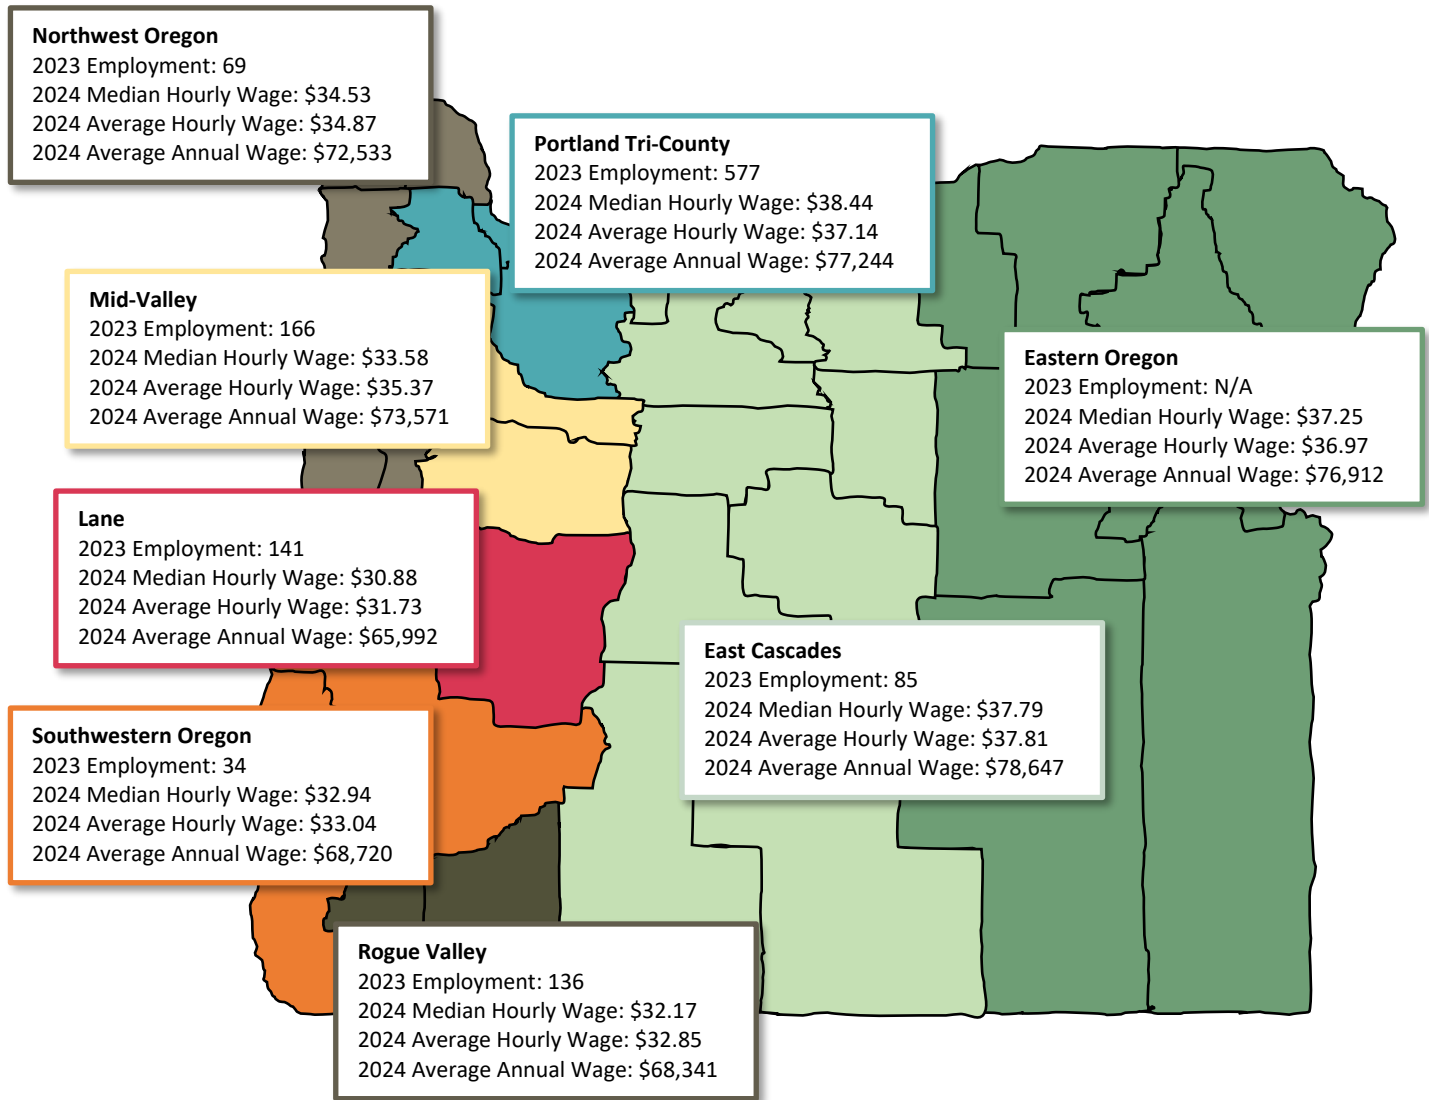 Northwest Oregon
2023 Employment: 69
2024 Median Hourly Wage: $34.53
2024 Average Hourly Wage: $34.87
2024 Average Annual Wage: $72,533
Portland Tri-County
2023 Employment: 577
2024 Median Hourly Wage: $38.44
2024 Average Hourly Wage: $37.14
2024 Average Annual Wage: $77,244
Mid-Valley
2023 Employment: 166
2024 Median Hourly Wage: $33.58
2024 Average Hourly Wage: $35.37
2024 Average Annual Wage: $73,571
Eastern Oregon
2023 Employment: N/A
2024 Median Hourly Wage: $37.25
2024 Average Hourly Wage: $36.97
2024 Average Annual Wage: $76,912
Lane
2023 Employment: 141
2024 Median Hourly Wage: $30.88
2024 Average Hourly Wage: $31.73
2024 Average Annual Wage: $65,992
East Cascades
2023 Employment: 85
2024 Median Hourly Wage: $37.79
2024 Average Hourly Wage: $37.81
2024 Average Annual Wage: $78,647
Southwestern Oregon
2023 Employment: 34
2024 Median Hourly Wage: $32.94
2024 Average Hourly Wage: $33.04
2024 Average Annual Wage: $68,720
Rogue Valley
2023 Employment: 136
2024 Median Hourly Wage: $32.17
2024 Average Hourly Wage: $32.85
2024 Average Annual Wage: $68,341